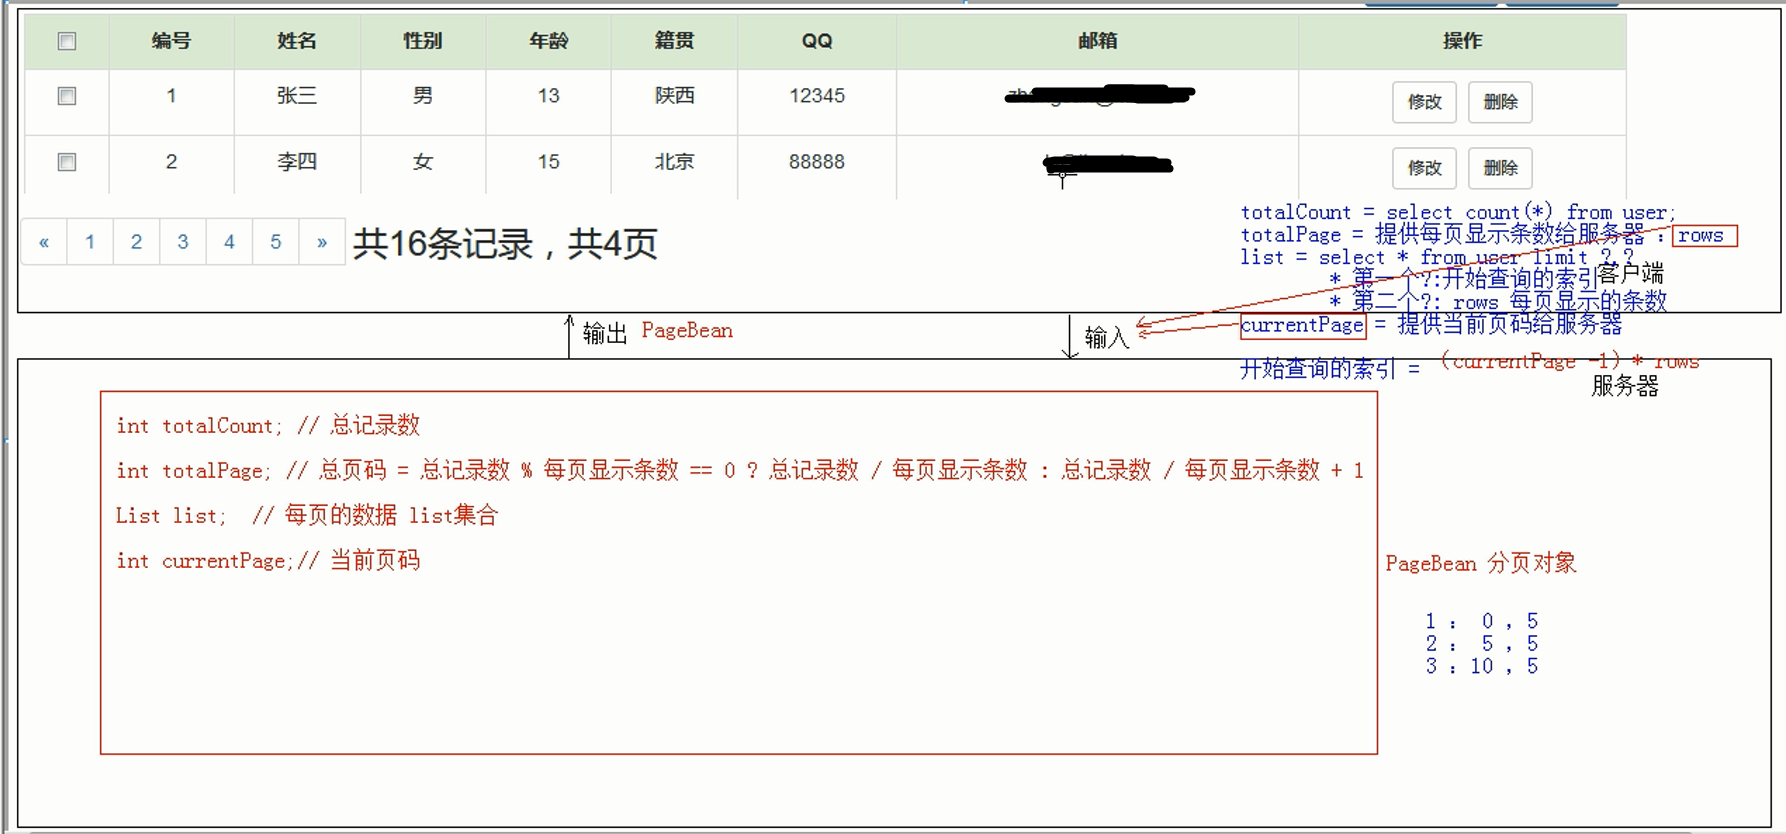 编号 姓名 性别 年龄 籍贯 QQ 邮箱 操作
1 张三 男 13 陕西 12345 修改 删除
2 李四 女 15 北京 88888 修改 删除
« 1 2 3 4 5 » 共16条记录，共4页
totalCount = select count(*) from user;
totalPage = 提供每页显示条数给服务器 : rows
list = select * from user limit ?,?
* 第一个?:开始查询的索引
客户端
* 第二个?: rows 每页显示的条数
currentPage = 提供当前页码给服务器
输出 PageBean
输入
开始查询的索引 = (currentPage -1) * rows
服务器
int totalCount; // 总记录数
int totalPage; // 总页码 = 总记录数 % 每页显示条数 == 0 ? 总记录数 / 每页显示条数 : 总记录数 / 每页显示条数 + 1
List list; // 每页的数据 list集合
int currentPage;// 当前页码
PageBean 分页对象
1 : 0 , 5
2 : 5 , 5
3 : 10 , 5